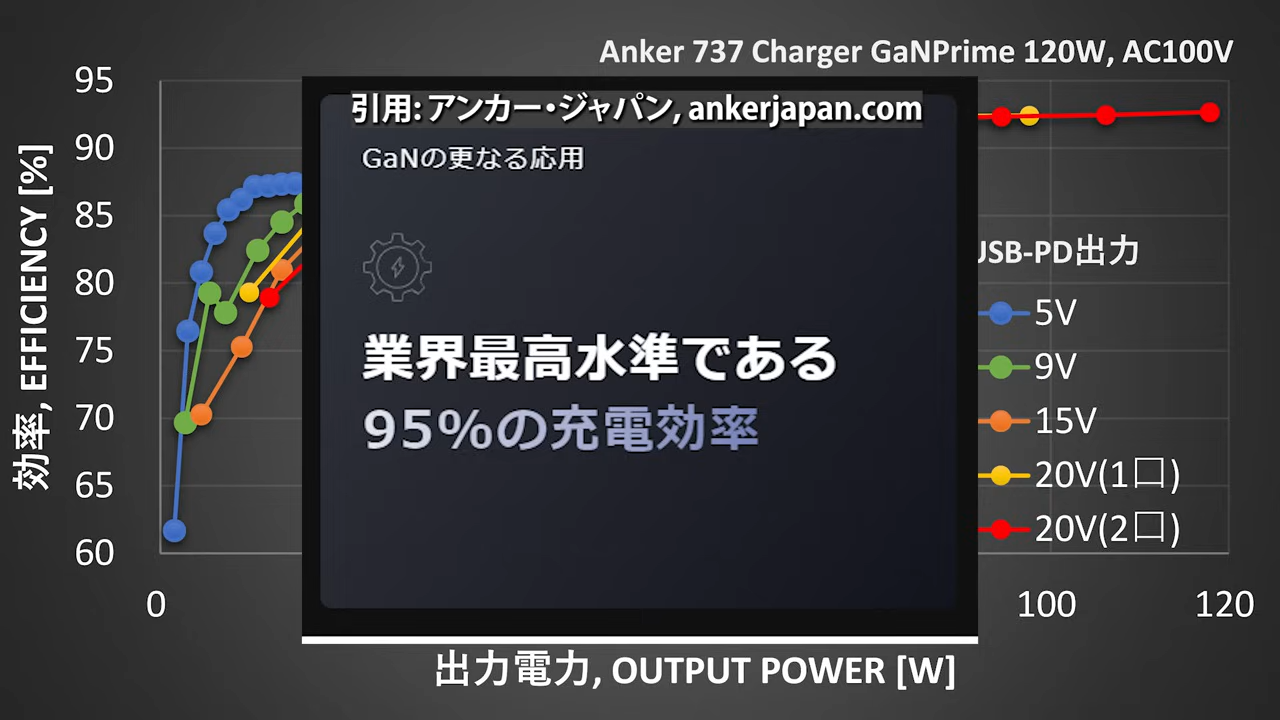 Anker 737 Charger GaNPrime 120W, AC100V
95
90
85
80
75
70
65
60
効率, EFFICIENCY [%]
引用: アンカー・ジャパン, ankerjapan.com
GaNの更なる応用
業界最高水準である
95%の充電効率
USB-PD出力
5V
9V
15V
20V(1口)
20V(2口)
0
100
120
出力電力, OUTPUT POWER [W]